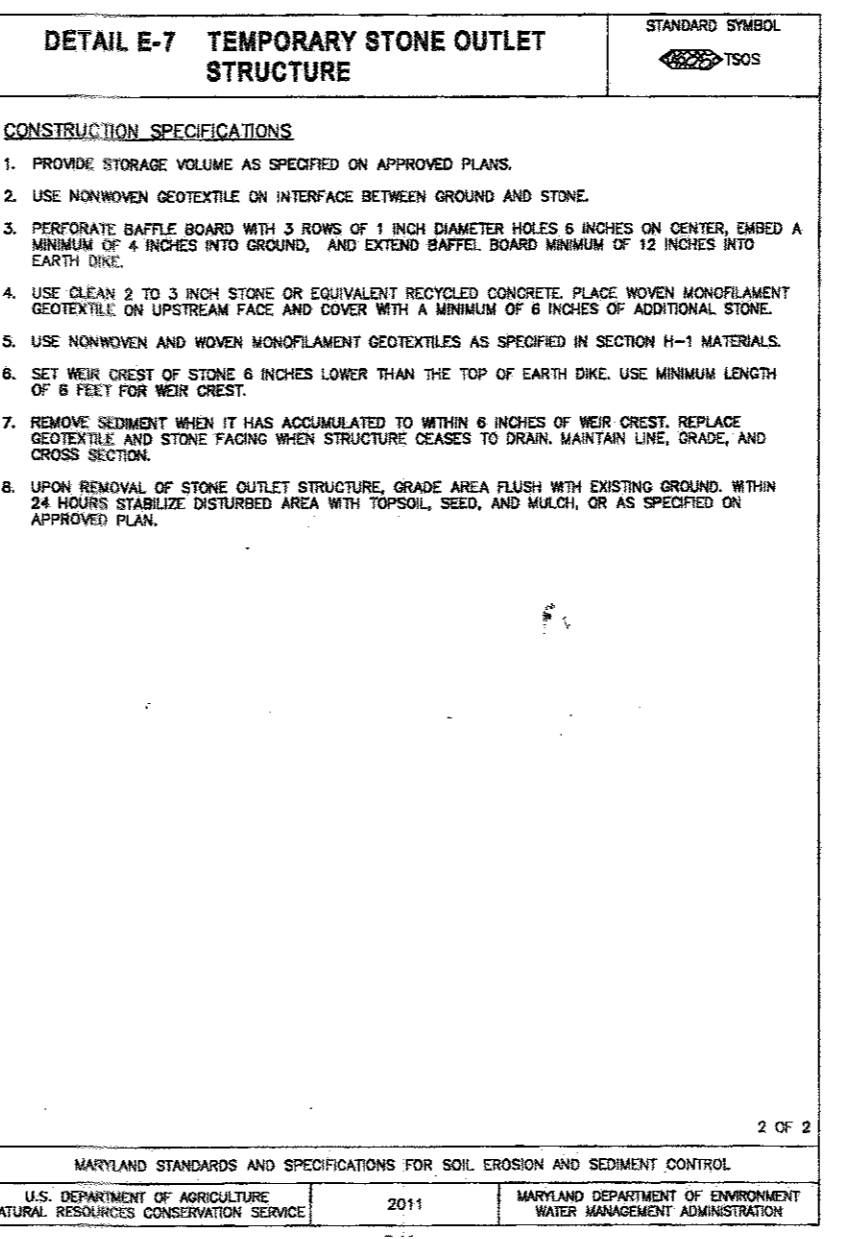 DETAIL E-7 TEMPORARY STONE OUTLET
STRUCTURE
STANDARD SYMBOL
TSOS
CONSTRUCTION SPECIFICATIONS
1. PROVIDE STORAGE VOLUME AS SPECIFIED ON APPROVED PLANS.
2. USE NONWOVEN GEOTEXTILE ON INTERFACE BETWEEN GROUND AND STONE.
3. PERFORATE BAFFLE BOARD WITH 3 ROWS OF 1 INCH DIAMETER HOLES 6 INCHES ON CENTER, EMBED A
MINIMUM OF 4 INCHES INTO GROUND, AND EXTEND BAFFEL BOARD MINIMUM OF 12 INCHES INTO
EARTH DIKE.
4. USE CLEAN 2 TO 3 INCH STONE OR EQUIVALENT RECYCLED CONCRETE. PLACE WOVEN MONOFILAMENT
GEOTEXTILE ON UPSTREAM FACE AND COVER WITH A MINIMUM OF 6 INCHES OF ADDITIONAL STONE.
5. USE NONWOVEN AND WOVEN MONOFILAMENT GEOTEXTILES AS SPECIFIED IN SECTION H-1 MATERIALS.
6. SET WEIR CREST OF STONE 6 INCHES LOWER THAN THE TOP OF EARTH DIKE. USE MINIMUM LENGTH
OF 6 FEET FOR WEIR CREST.
7. REMOVE SEDIMENT WHEN IT HAS ACCUMULATED TO WITHIN 6 INCHES OF WEIR CREST. REPLACE
GEOTEXTILE AND STONE FACING WHEN STRUCTURE CEASES TO DRAIN. MAINTAIN LINE, GRADE, AND
CROSS SECTION.
8. UPON REMOVAL OF STONE OUTLET STRUCTURE, GRADE AREA FLUSH WITH EXISTING GROUND. WITHIN
24 HOURS STABILIZE DISTURBED AREA WITH TOPSOIL, SEED, AND MULCH, OR AS SPECIFIED ON
APPROVED PLAN.
2 OF 2
MARYLAND STANDARDS AND SPECIFICATIONS FOR SOIL EROSION AND SEDIMENT CONTROL
U.S. DEPARTMENT OF AGRICULTURE
ATURAL RESOURCES CONSERVATION SERVICE
2011
MARYLAND DEPARTMENT OF ENVIRONMENT
WATER MANAGEMENT ADMINISTRATION